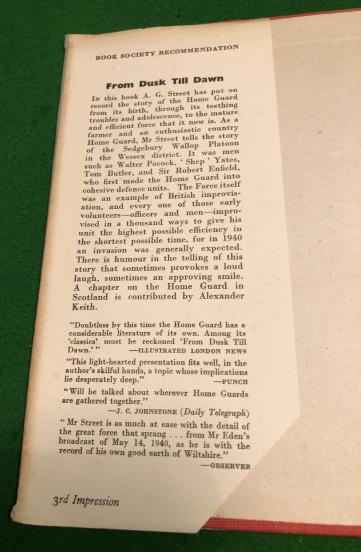 BOOK SOCIETY RECOMMENDATION
From Dusk Till Dawn
IN this book A. G. Street has put on
record the story of the Home Guard
from its birth, through its teething
troubles and adolescence, to the mature
and efficient force that it now is. As a
farmer and an enthusiastic country
Home Guard, Mr Street tells the story
of the Sedgebury Wallop Platoon
in the Wessex district. It was men
such as Walter Pocock, 'Shep' Yates,
Tom Butler, and Sir Robert Enfield,
who first made the Home Guard into
cohesive defence units. The Force itself
was an example of British improvis-
ation, and every one of those early
volunteers—officers and men—impro-
vised in a thousand ways to give his
unit the highest possible efficiency in
the shortest possible time, for in 1940
an invasion was generally expected.
There is humour in the telling of this
story that sometimes provokes a loud
laugh, sometimes an approving smile.
A chapter on the Home Guard in
Scotland is contributed by Alexander
Keith.
"Doubtless by this time the Home Guard has a
considerable literature of its own. Among its
'classics' must be reckoned 'From Dusk Till
Dawn.'" —ILLUSTRATED LONDON NEWS
"This light-hearted presentation fits well, in the
author's skilful hands, a topic whose implications
lie desperately deep." —PUNCH
"Will be talked about wherever Home Guards
are gathered together."
—J. C. JOHNSTONE (Daily Telegraph)
"Mr Street is as much at ease with the detail of
the great force that sprang . . . from Mr Eden's
broadcast of May 14, 1940, as he is with the
record of his own good earth of Wiltshire."
—OBSERVER
3rd Impression